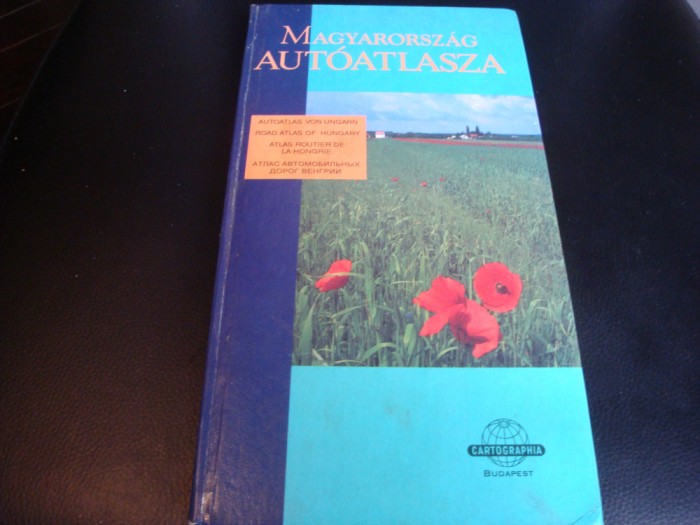 MAGYARORSZÁG
AUTÓATLASZA
AUTOATLAS VON UNGARN
ROAD ATLAS OF HUNGARY
ATLAS ROUTIER DE
LA HONGRIE
АТЛАС АВТОМОБИЛЬНЫХ
ДОРОГ ВЕНГРИИ
CARTOGRAPHIA
BUDAPEST